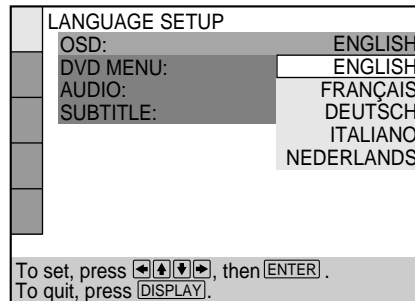 LANGUAGE SETUP
OSD: ENGLISH
DVD MENU: ENGLISH
AUDIO: FRANÇAIS
SUBTITLE: DEUTSCH
ITALIANO
NEDERLANDS
To set, press ←↑↓→, then ENTER .
To quit, press DISPLAY.